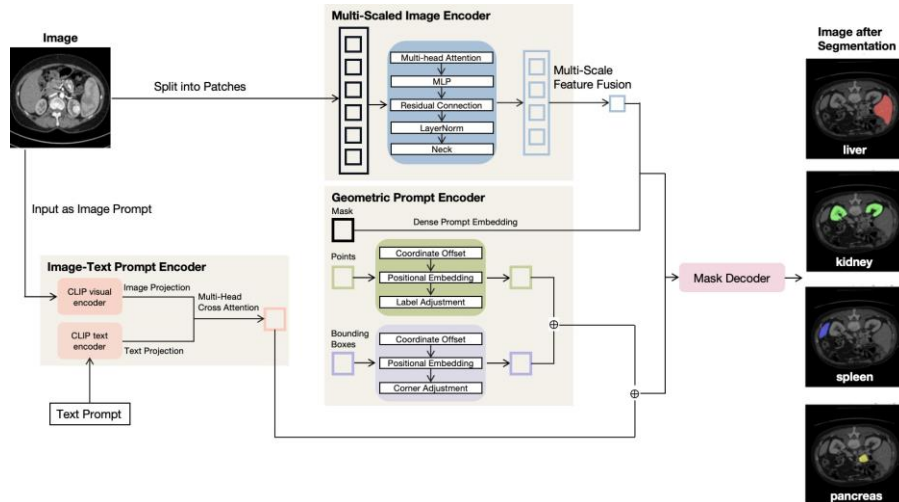 Multi-Scaled Image Encoder
Image
Split into Patches
Multi-head Attention
MLP
Residual Connection
LayerNorm
Neck
Multi-Scale
Feature Fusion
Image after
Segmentation
liver
kidney
spleen
pancreas
Input as Image Prompt
Geometric Prompt Encoder
Mask
Dense Prompt Embedding
Points
Coordinate Offset
Positional Embedding
Label Adjustment
Bounding
Boxes
Coordinate Offset
Positional Embedding
Corner Adjustment
Image-Text Prompt Encoder
CLIP visual
encoder
Image Projection
Multi-Head
Cross Attention
CLIP text
encoder
Text Projection
Text Prompt
Mask Decoder